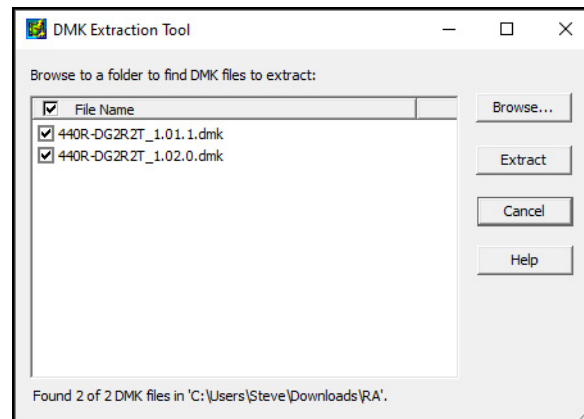 DMK Extraction Tool
Browse to a folder to find DMK files to extract:
File Name
Browse...
440R-DG2R2T_1.01.1.dmk
440R-DG2R2T_1.02.0.dmk
Extract
Cancel
Help
Found 2 of 2 DMK files in 'C:\Users\Steve\Downloads\RA'.